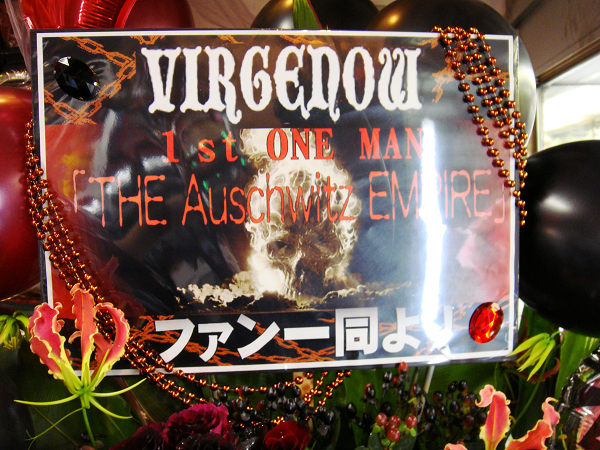 VIRGENOW
1st ONE MAN
「THE Auschwitz EMPIRE」
ファン一同より